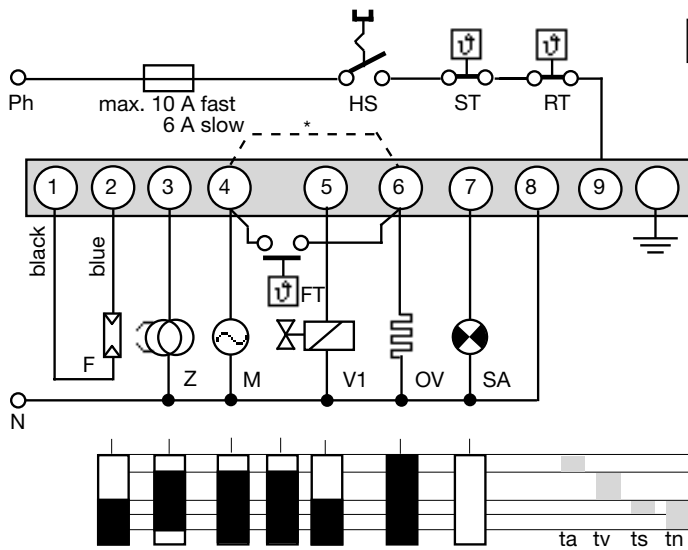 ϑ ϑ
Ph max. 10 A fast HS ST RT
6 A slow *
1 2 3 4 5 6 7 8 9
black blue
ϑ FT
F Z M V1 OV SA
N
ta tv ts tn